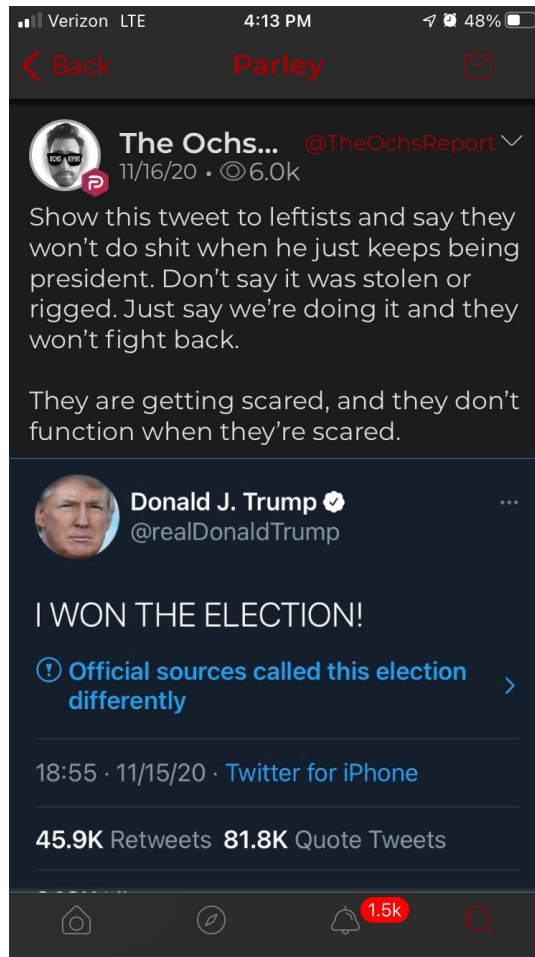 Verizon LTE 4:13 PM 48%
Back Parley
The Ochs... @TheOchsReport
11/16/20 • 6.0k
OCHS REPORT
Show this tweet to leftists and say they
won’t do shit when he just keeps being
president. Don’t say it was stolen or
rigged. Just say we’re doing it and they
won’t fight back.
They are getting scared, and they don’t
function when they’re scared.
Donald J. Trump
@realDonaldTrump
I WON THE ELECTION!
Official sources called this election
differently
18:55 · 11/15/20 · Twitter for iPhone
45.9K Retweets 81.8K Quote Tweets
1.5k